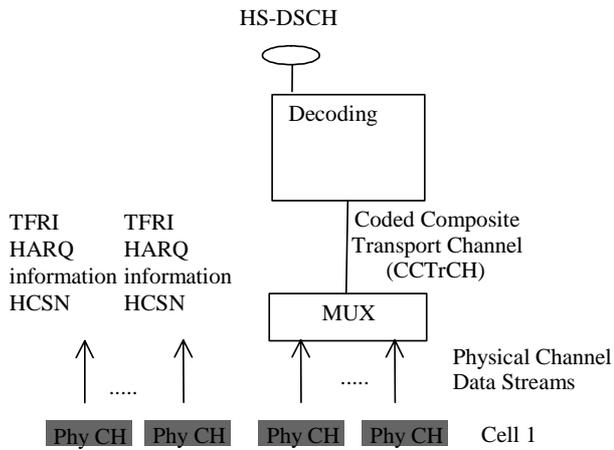 HS-DSCH
Decoding
TFRI
HARQ
information
HCSN
TFRI
HARQ
information
HCSN
Coded Composite
Transport Channel
(CCTrCH)
MUX
.....
.....
Physical Channel
Data Streams
Phy CH
Phy CH
Phy CH
Phy CH
Cell 1